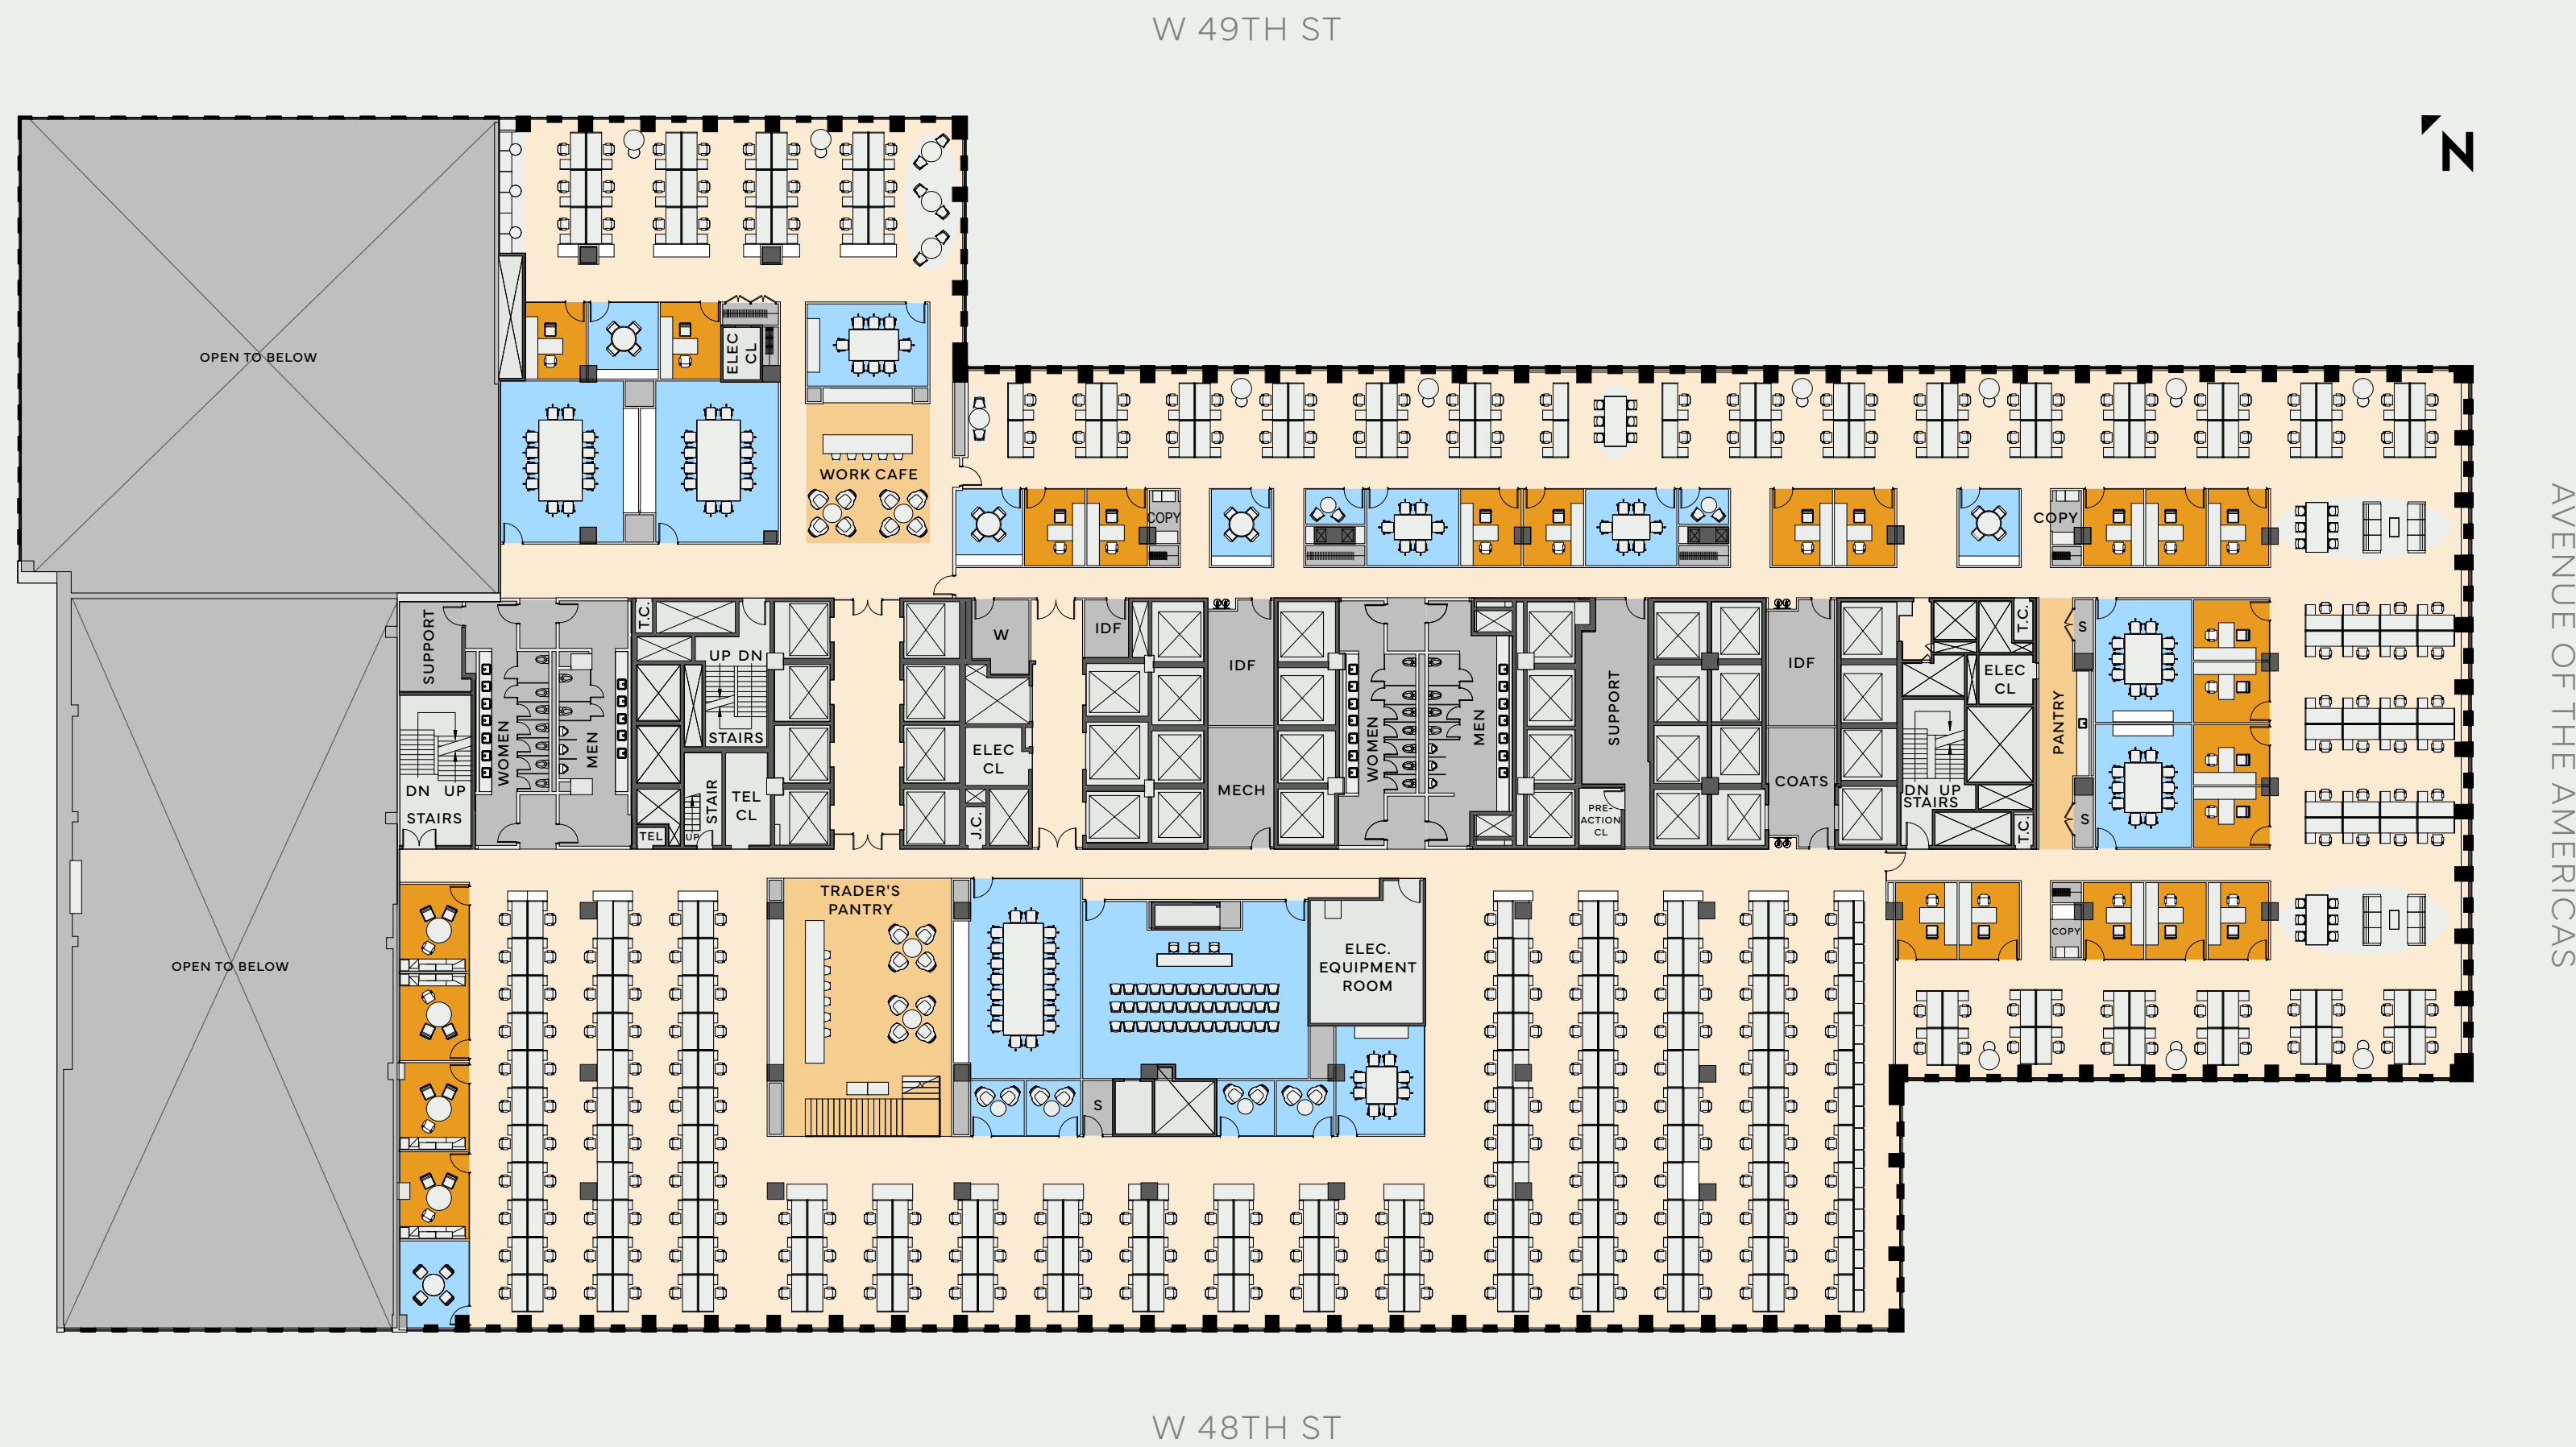 W 49TH ST
N
AVENUE OF THE AMERICAS
OPEN TO BELOW
ELEC
CL
WORK CAFE
COPY
COPY
SUPPORT
WOMEN
MEN
T.C.
UP DN
STAIRS
DN UP
STAIRS
TEL
UP
STAIR
TEL
CL
W
ELEC
CL
J.C.
IDF
IDF
MECH
WOMEN
MEN
SUPPORT
PRE-
ACTION
CL
IDF
COATS
T.C.
ELEC
CL
DN UP
STAIRS
T.C.
PANTRY
S
S
OPEN TO BELOW
TRADER'S
PANTRY
S
ELEC.
EQUIPMENT
ROOM
COPY
W 48TH ST